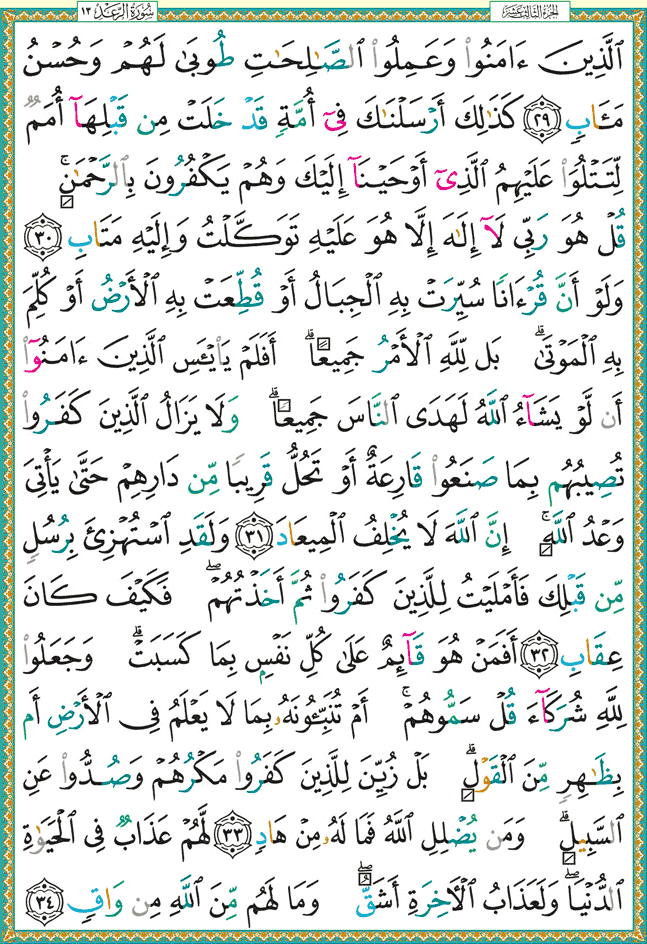 سُورَةُ الرَّعۡدِ ١٣
الجزء الثالث عشر
ٱلَّذِينَ ءَامَنُواْ وَعَمِلُواْ ٱلصَّـٰلِحَـٰتِ طُوبَىٰ لَهُمۡ وَحُسۡنُ
مَـَٔابٍ ٢٩ كَذَٰلِكَ أَرۡسَلۡنَـٰكَ فِيٓ أُمَّةٍ قَدۡ خَلَتۡ مِن قَبۡلِهَآ أُمَمٌ
لِّتَتۡلُوَاْ عَلَيۡهِمُ ٱلَّذِيٓ أَوۡحَيۡنَآ إِلَيۡكَ وَهُمۡ يَكۡفُرُونَ بِٱلرَّحۡمَـٰنِۚ
قُلۡ هُوَ رَبِّي لَآ إِلَـٰهَ إِلَّا هُوَ عَلَيۡهِ تَوَكَّلۡتُ وَإِلَيۡهِ مَتَابِ ٣٠
وَلَوۡ أَنَّ قُرۡءَانًا سُيِّرَتۡ بِهِ ٱلۡجِبَالُ أَوۡ قُطِّعَتۡ بِهِ ٱلۡأَرۡضُ أَوۡ كُلِّمَ
بِهِ ٱلۡمَوۡتَىٰۗ بَل لِّلَّهِ ٱلۡأَمۡرُ جَمِيعًاۗ أَفَلَمۡ يَاْيۡـَٔسِ ٱلَّذِينَ ءَامَنُوٓاْ
أَن لَّوۡ يَشَآءُ ٱللَّهُ لَهَدَى ٱلنَّاسَ جَمِيعًاۗ وَلَا يَزَالُ ٱلَّذِينَ كَفَرُواْ
تُصِيبُهُم بِمَا صَنَعُواْ قَارِعَةٌ أَوۡ تَحُلُّ قَرِيبًا مِّن دَارِهِمۡ حَتَّىٰ يَأۡتِيَ
وَعۡدُ ٱللَّهِۚ إِنَّ ٱللَّهَ لَا يُخۡلِفُ ٱلۡمِيعَادَ ٣١ وَلَقَدِ ٱسۡتُهۡزِئَ بِرُسُلٍ
مِّن قَبۡلِكَ فَأَمۡلَيۡتُ لِلَّذِينَ كَفَرُواْ ثُمَّ أَخَذۡتُهُمۡۖ فَكَيۡفَ كَانَ
عِقَابِ ٣٢ أَفَمَنۡ هُوَ قَآئِمٌ عَلَىٰ كُلِّ نَفۡسٍۭ بِمَا كَسَبَتۡۗ وَجَعَلُواْ
لِلَّهِ شُرَكَآءَ قُلۡ سَمُّوهُمۡۚ أَمۡ تُنَبِّـُٔونَهُۥ بِمَا لَا يَعۡلَمُ فِي ٱلۡأَرۡضِ أَم
بِظَـٰهِرٍ مِّنَ ٱلۡقَوۡلِۗ بَلۡ زُيِّنَ لِلَّذِينَ كَفَرُواْ مَكۡرُهُمۡ وَصُدُّواْ عَنِ
ٱلسَّبِيلِۗ وَمَن يُضۡلِلِ ٱللَّهُ فَمَا لَهُۥ مِنۡ هَادٍ ٣٣ لَّهُمۡ عَذَابٌ فِي ٱلۡحَيَوٰةِ
ٱلدُّنۡيَاۖ وَلَعَذَابُ ٱلۡأٓخِرَةِ أَشَقُّۖ وَمَا لَهُم مِّنَ ٱللَّهِ مِن وَاقٍ ٣٤